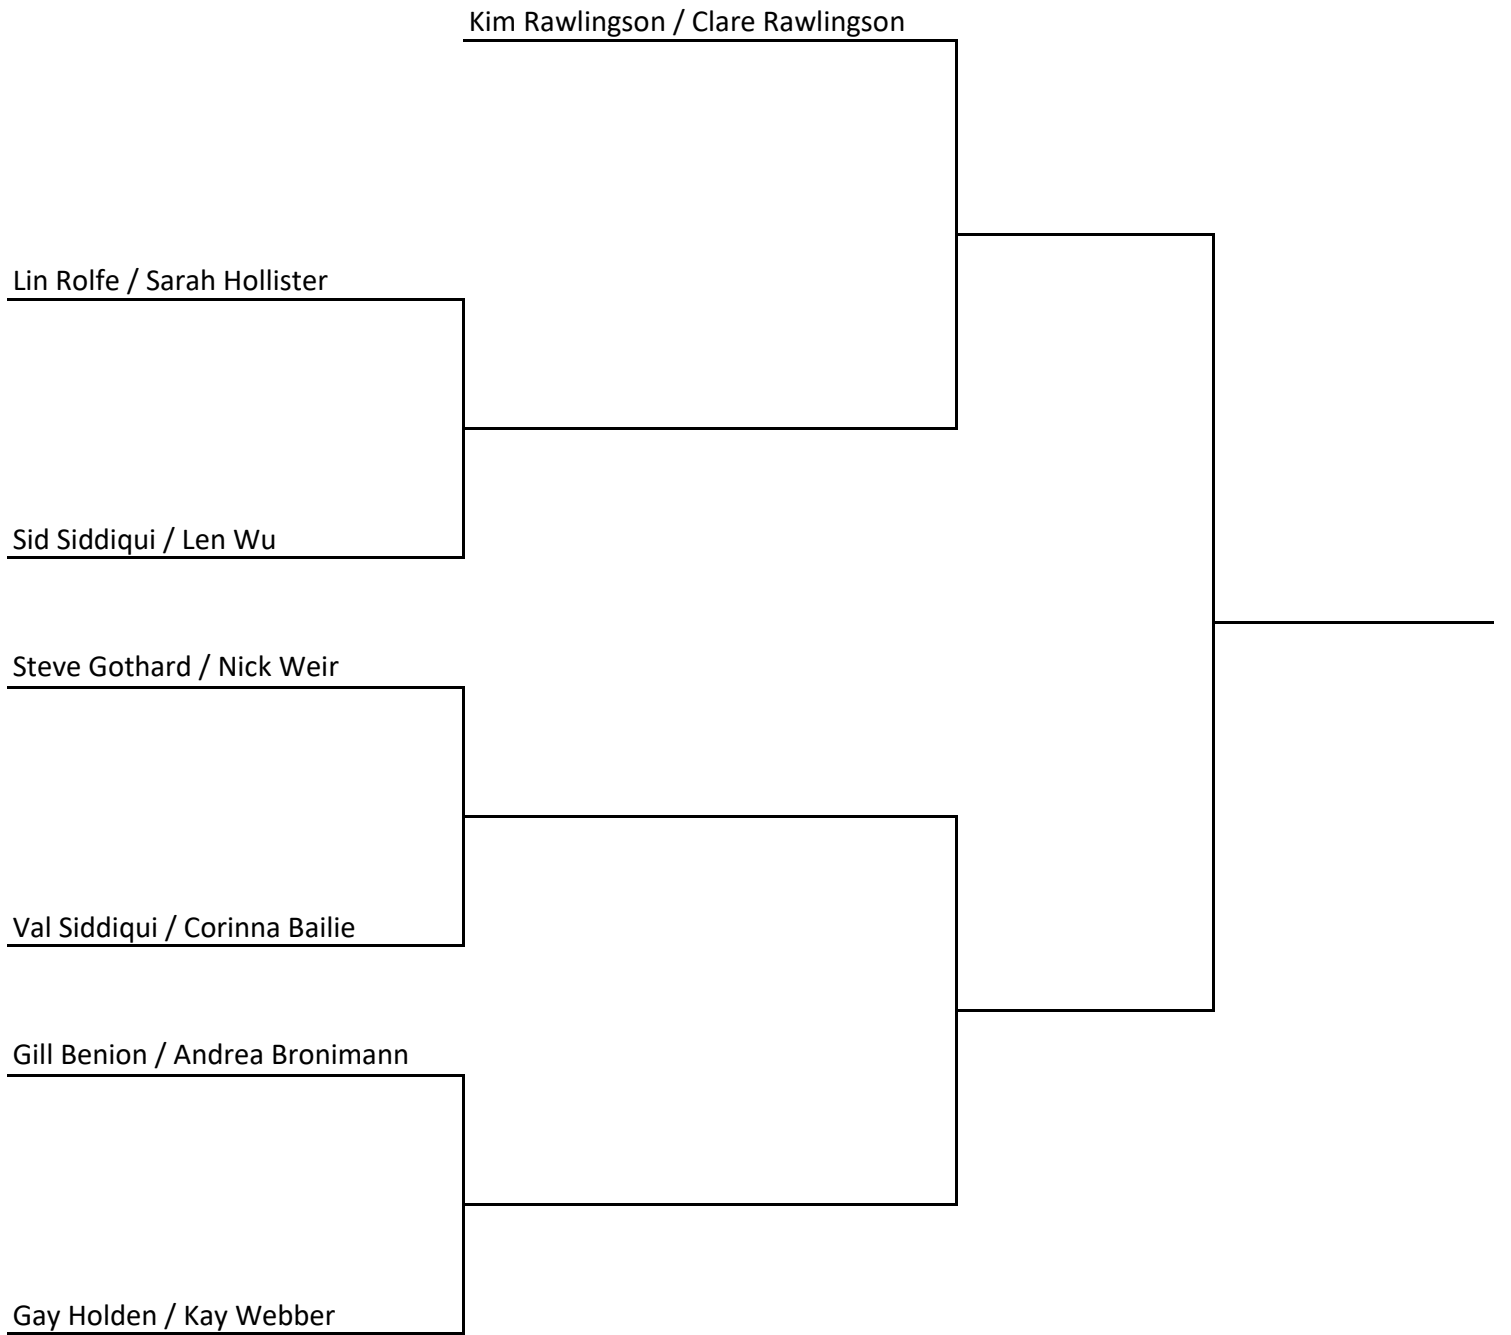 Kim Rawlingson / Clare Rawlingson
Lin Rolfe / Sarah Hollister
Sid Siddiqui / Len Wu
Steve Gothard / Nick Weir
Val Siddiqui / Corinna Bailie
Gill Benion / Andrea Bronimann
Gay Holden / Kay Webber